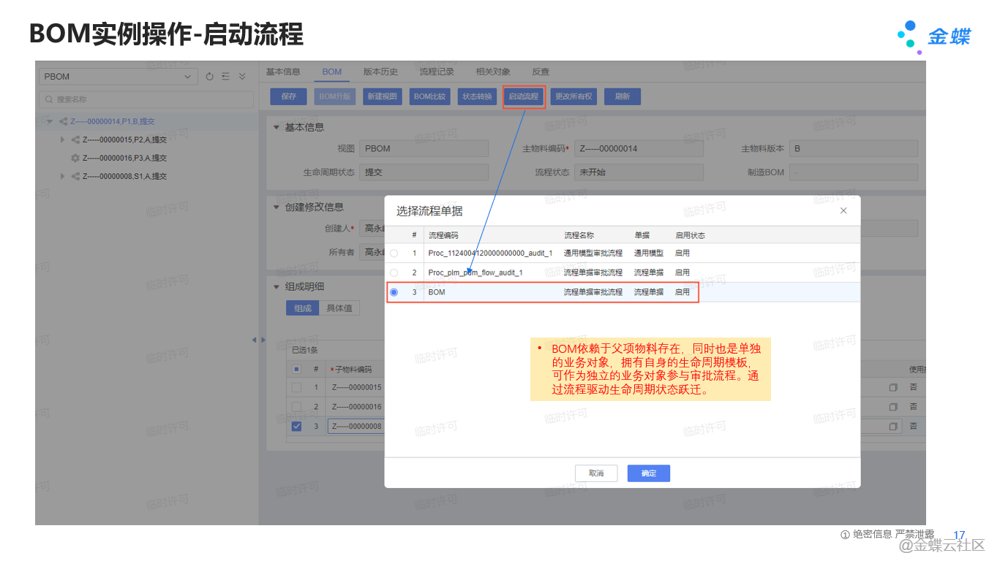 BOM实例操作-启动流程
金蝶
PBOM
搜索名称
Z-----00000014,P1,B,提交
Z-----00000015,P2,A,提交
Z-----00000016,P3,A,提交
Z-----00000008,S1,A,提交
基本信息 BOM 版本历史 流程记录 相关对象 反查
保存 BOM升版 新建视图 BOM比较 状态转换 启动流程 更改所有权 刷新
基本信息
视图 PBOM 主物料编码* Z-----00000014 主物料版本 B
生命周期状态 提交 流程状态 未开始 制造BOM -
创建修改信息
创建人* 高永
所有者 高永
组成明细
组成 具体值
已选1条
# *子物料编码 使用
1 Z-----00000015 否
2 Z-----00000016 否
3 Z-----00000008 否
选择流程单据
# 流程编码 流程名称 单据 启用状态
1 Proc_1124004120000000000_audit_1 通用模型审批流程 通用模型 启用
2 Proc_plm_pdm_flow_audit_1 流程单据审批流程 流程单据 启用
3 BOM 流程单据审批流程 流程单据 启用
• BOM依赖于父项物料存在，同时也是单独
的业务对象，拥有自身的生命周期模板，
可作为独立的业务对象参与审批流程。通
过流程驱动生命周期状态跃迁。
取消 确定
临时许可
① 绝密信息 严禁泄露 17
@金蝶云社区